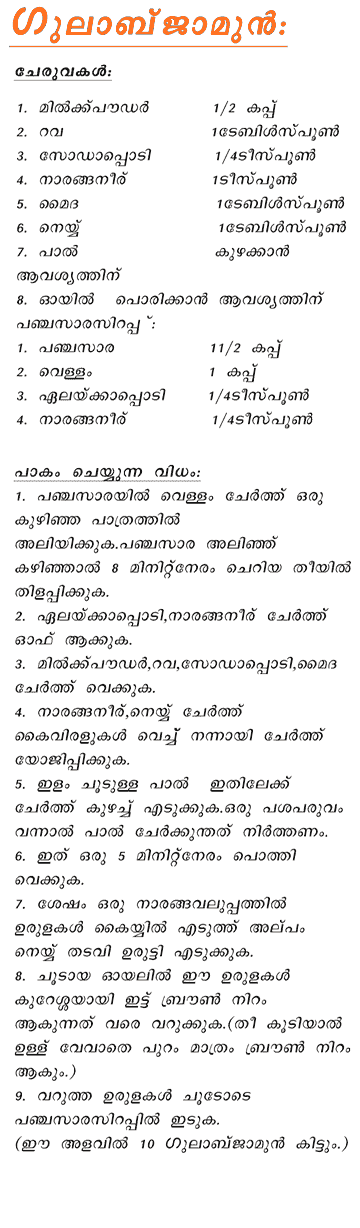 ഗുലാബ്ജാമുൻ:
ചേരുവകൾ:
1. മിൽക്ക്പൗഡർ 1/2 കപ്പ്
2. റവ 1ടേബിൾസ്പൂൺ
3. സോഡാപ്പൊടി 1/4ടീസ്പൂൺ
4. നാരങ്ങനീര് 1ടീസ്പൂൺ
5. മൈദ 1ടേബിൾസ്പൂൺ
6. നെയ്യ് 1ടേബിൾസ്പൂൺ
7. പാൽ കുഴക്കാൻ
ആവശ്യത്തിന്
8. ഓയിൽ പൊരിക്കാൻ ആവശ്യത്തിന്
പഞ്ചസാരസിറപ്പ ്:
1. പഞ്ചസാര 11/2 കപ്പ്
2. വെള്ളം 1 കപ്പ്
3. ഏലയ്ക്കാപ്പൊടി 1/4ടീസ്പൂൺ
4. നാരങ്ങനീര് 1/4ടീസ്പൂൺ
പാകം ചെയ്യുന്ന വിധം:
1. പഞ്ചസാരയിൽ വെള്ളം ചേർത്ത് ഒരു
കുഴിഞ്ഞ പാത്രത്തിൽ
അലിയിക്കുക.പഞ്ചസാര അലിഞ്ഞ്
കഴിഞ്ഞാൽ 8 മിനിറ്റ്നേരം ചെറിയ തീയിൽ
തിളപ്പിക്കുക.
2. ഏലയ്ക്കാപ്പൊടി,നാരങ്ങനീര് ചേർത്ത്
ഓഫ് ആക്കുക.
3. മിൽക്ക്പൗഡർ,റവ,സോഡാപ്പൊടി,മൈദ
ചേർത്ത് വെക്കുക.
4. നാരങ്ങനീര്,നെയ്യ് ചേർത്ത്
കൈവിരളുകൾ വെച്ച് നന്നായി ചേർത്ത്
യോജിപ്പിക്കുക.
5. ഇളം ചൂടുള്ള പാൽ ഇതിലേക്ക്
ചേർത്ത് കുഴച്ച് എടുക്കുക.ഒരു പശപരുവം
വന്നാൽ പാൽ ചേർക്കുന്നത് നിർത്തണം.
6. ഇത് ഒരു 5 മിനിറ്റ്നേരം പൊത്തി
വെക്കുക.
7. ശേഷം ഒരു നാരങ്ങവലുപ്പത്തിൽ
ഉരുളകൾ കൈയ്യിൽ എടുത്ത് അല്പം
നെയ്യ് തടവി ഉരുട്ടി എടുക്കുക.
8. ചൂടായ ഓയലിൽ ഈ ഉരുളകൾ
കുറേശ്ശയായി ഇട്ട് ബ്രൗൺ നിറം
ആകുന്നത് വരെ വറുക്കുക.(തീ കൂടിയാൽ
ഉള്ള് വേവാതെ പുറം മാത്രം ബ്രൗൺ നിറം
ആകും.)
9. വറുത്ത ഉരുളകൾ ചൂടോടെ
പഞ്ചസാരസിറപ്പിൽ ഇടുക.
(ഈ അളവിൽ 10 ഗുലാബ്ജാമുൻ കിട്ടും.)